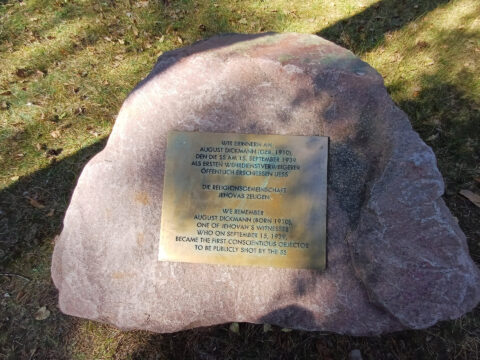 WIR ERINNERN AN
AUGUST DICKMANN (GEB. 1910),
DEN DIE SS AM 15. SEPTEMBER 1939
ALS ERSTEN WEHRDIENSTVERWEIGERER
ÖFFENTLICH ERSCHIESSEN LIESS
DIE RELIGIONSGEMEINSCHAFT
JEHOVAS ZEUGEN
WE REMEMBER
AUGUST DICKMANN (BORN 1910),
ONE OF JEHOVAH'S WITNESSES
WHO ON SEPTEMBER 15, 1939,
BECAME THE FIRST CONSCIENTIOUS OBJECTOR
TO BE PUBLICLY SHOT BY THE SS